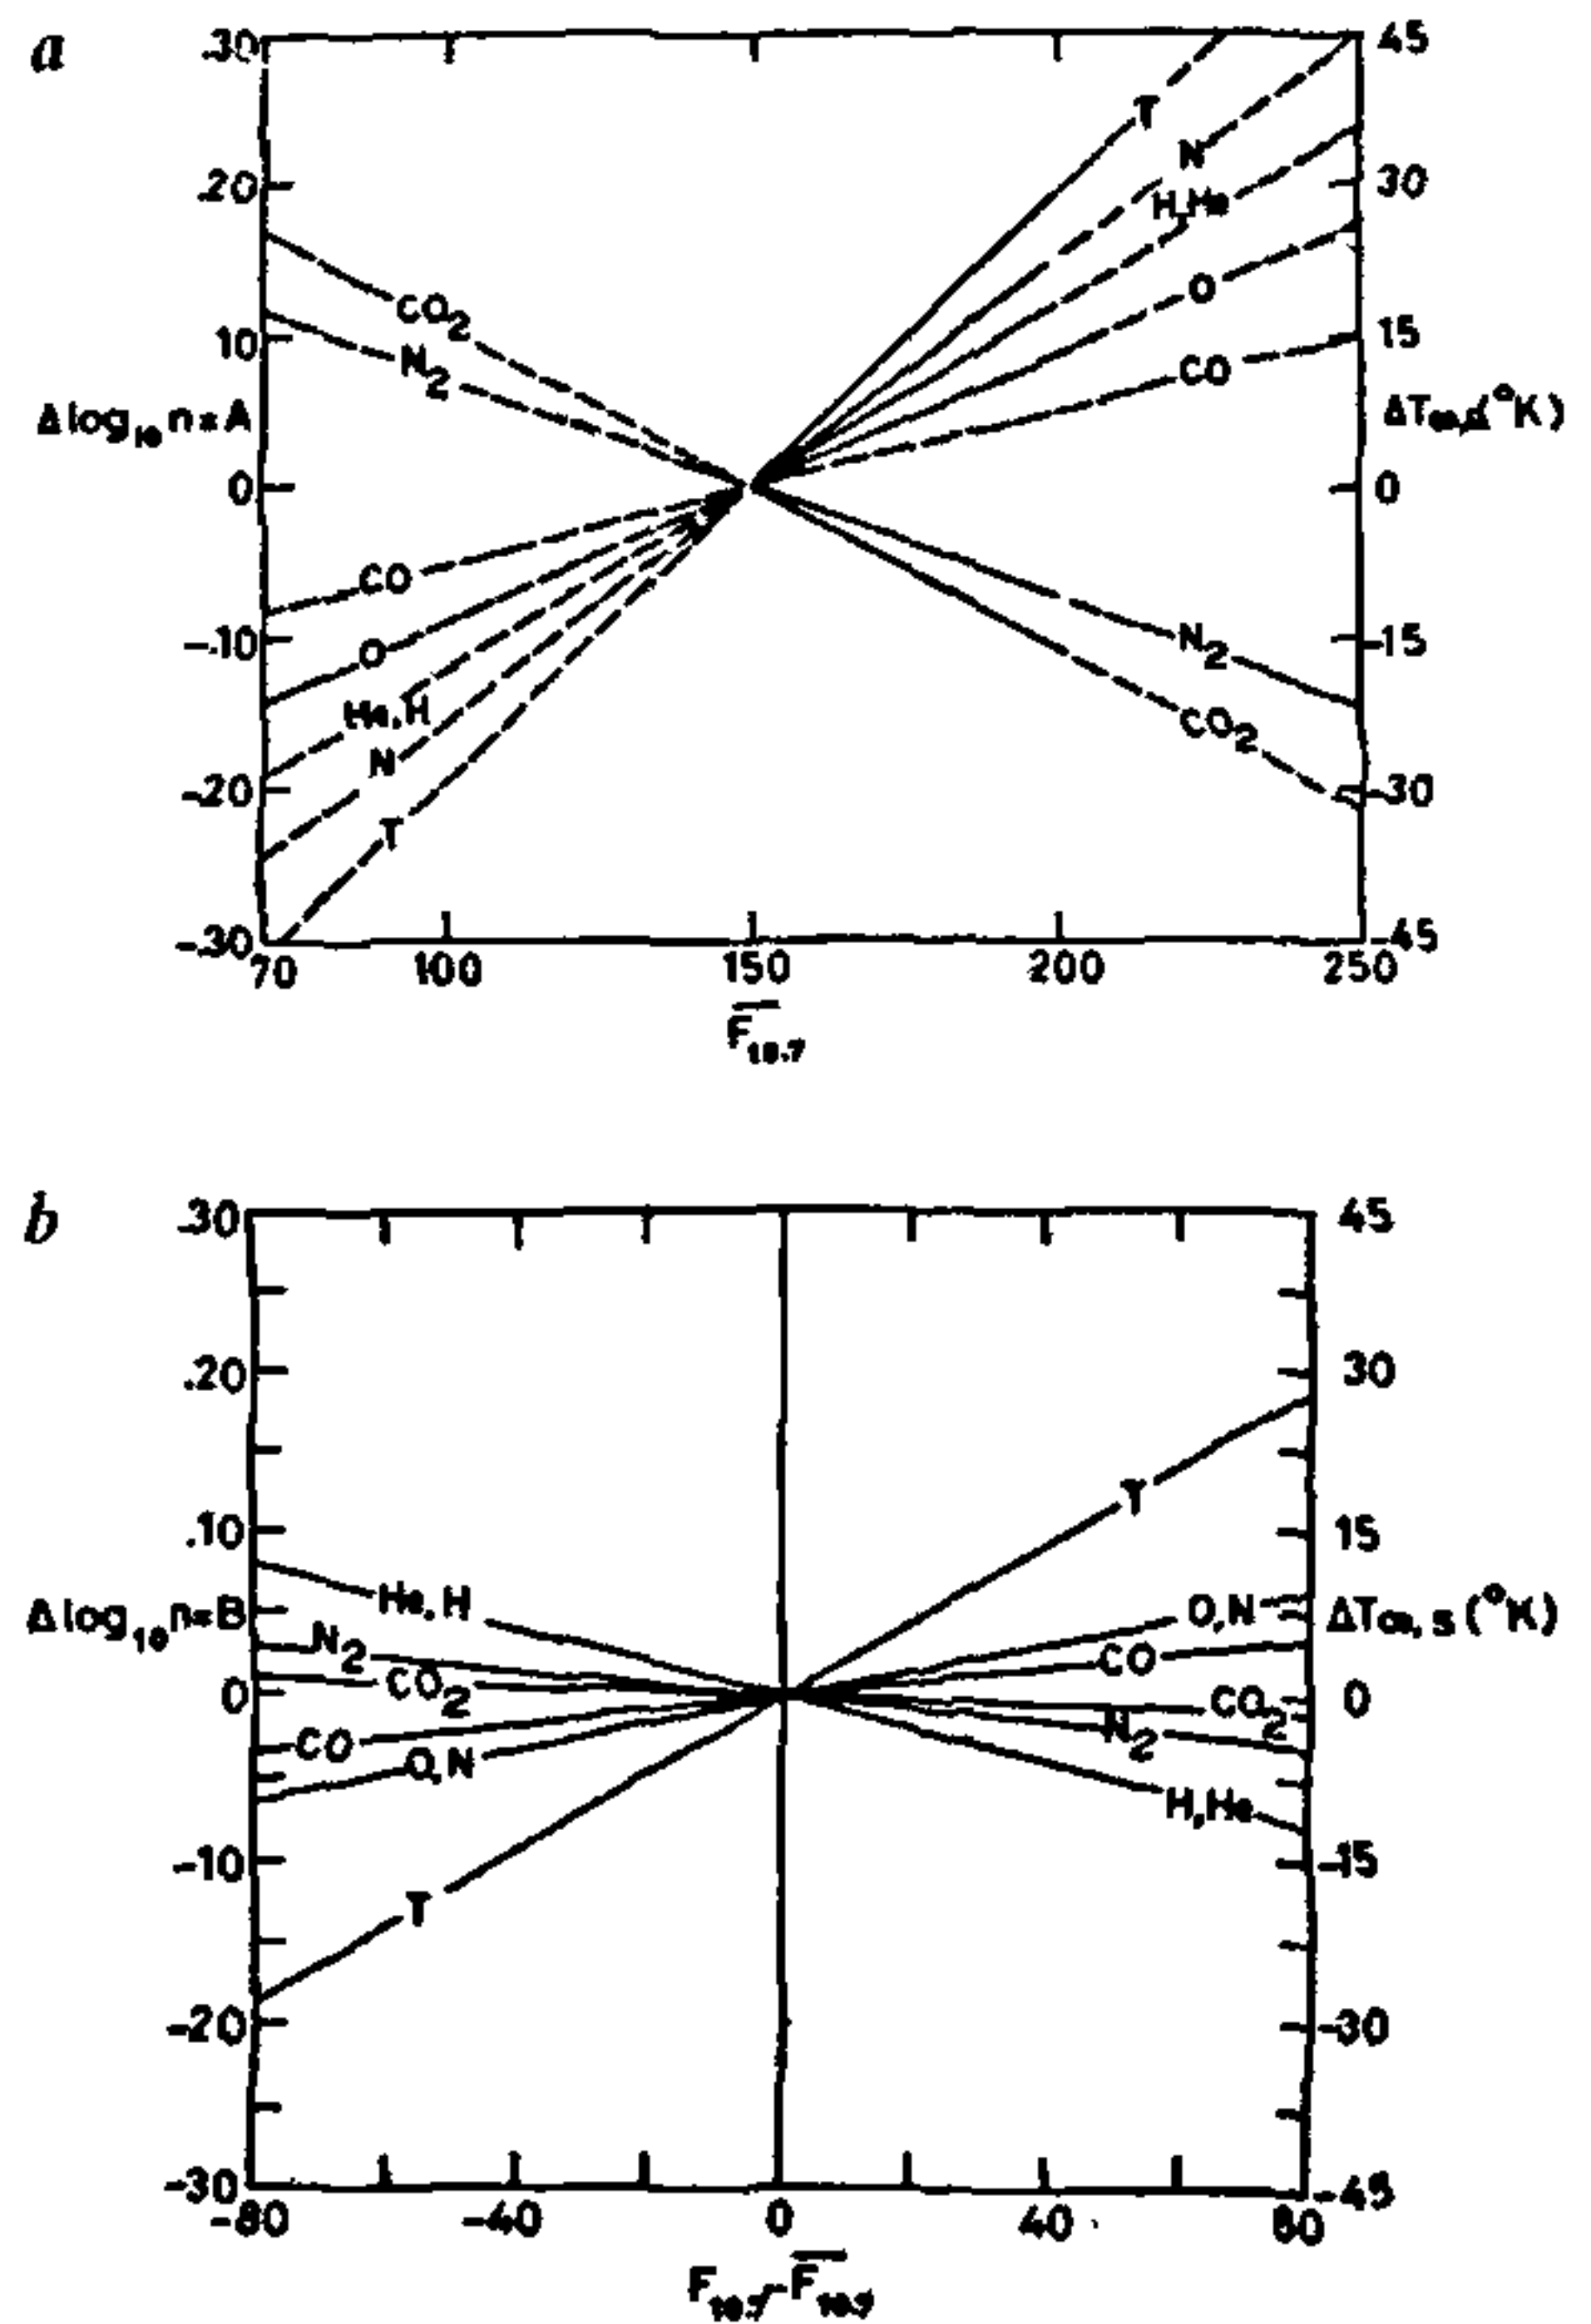 a
.30 45
T
N
.20 30
H,He
O
CO2
.10 15
N2
CO
Δlog10 n=A ΔT∞,d(°K)
0 0
CO
N2
-.10 -15
O
He,H
CO2
N
-.20 -30
T
-.30 -45
70 100 150 200 250
F10.7
b
.30 45
.20 30
T
.10 15
He,H O,N
Δlog10 n=B ΔT∞,s(°K)
N2 CO
CO2 CO2
0 0
N2
CO
O,N
H,He
-.10 -15
T
-.20 -30
-.30 -45
-80 -40 0 40 80
F10.7-F10.7